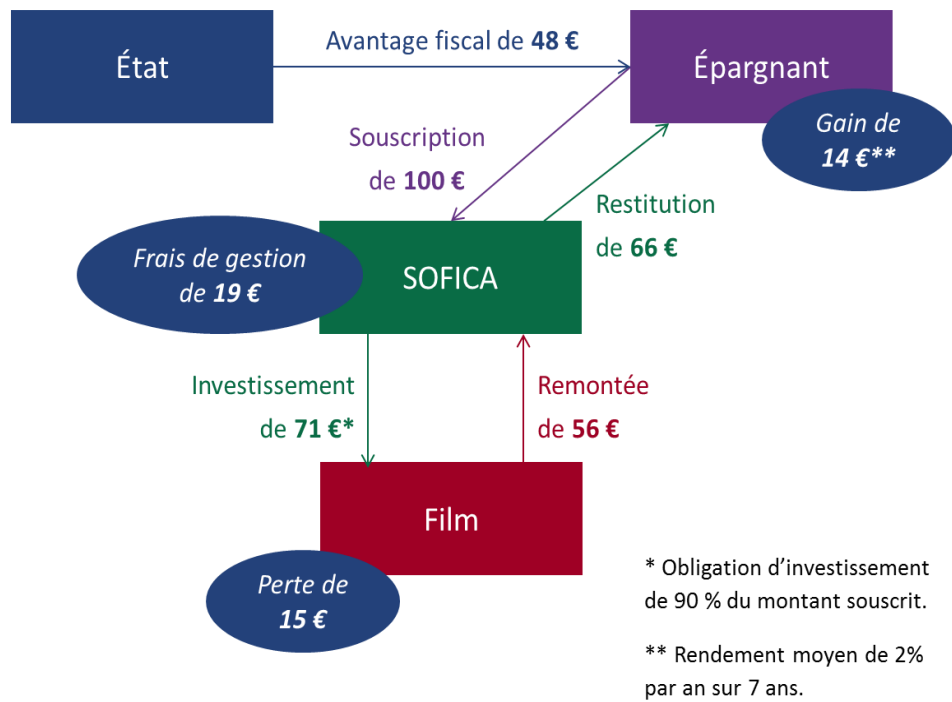 État
Avantage fiscal de 48 €
Épargnant
Gain de
14 €**
Souscription
de 100 €
Restitution
de 66 €
Frais de gestion
de 19 €
SOFICA
Investissement
de 71 €*
Remontée
de 56 €
Film
Perte de
15 €
* Obligation d’investissement
de 90 % du montant souscrit.
** Rendement moyen de 2%
par an sur 7 ans.